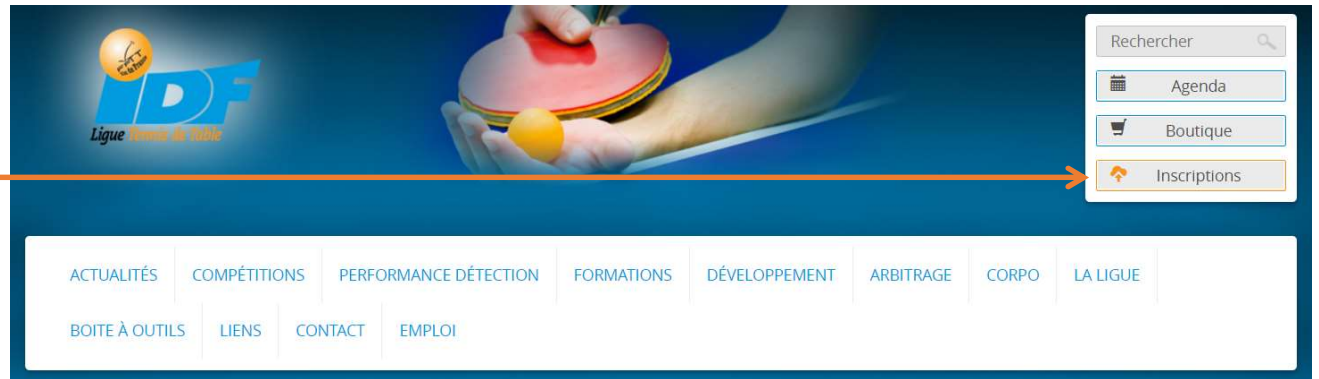 IDF
Ligue Tennis de Table
Rechercher
Agenda
Boutique
Inscriptions
ACTUALITÉS COMPÉTITIONS PERFORMANCE DÉTECTION FORMATIONS DÉVELOPPEMENT ARBITRAGE CORPO LA LIGUE
BOITE À OUTILS LIENS CONTACT EMPLOI